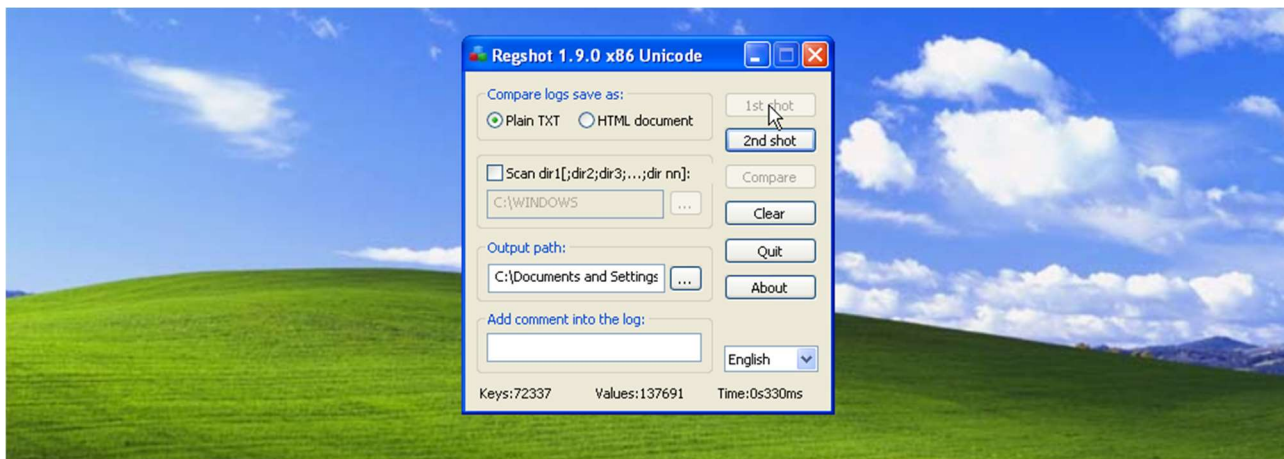 Regshot 1.9.0 x86 Unicode
Compare logs save as:
Plain TXT HTML document
1st shot
2nd shot
Scan dir1[;dir2;dir3;...;dir nn]:
Compare
C:\WINDOWS ...
Clear
Output path:
Quit
C:\Documents and Settings ...
About
Add comment into the log:
English
Keys:72337 Values:137691 Time:0s330ms